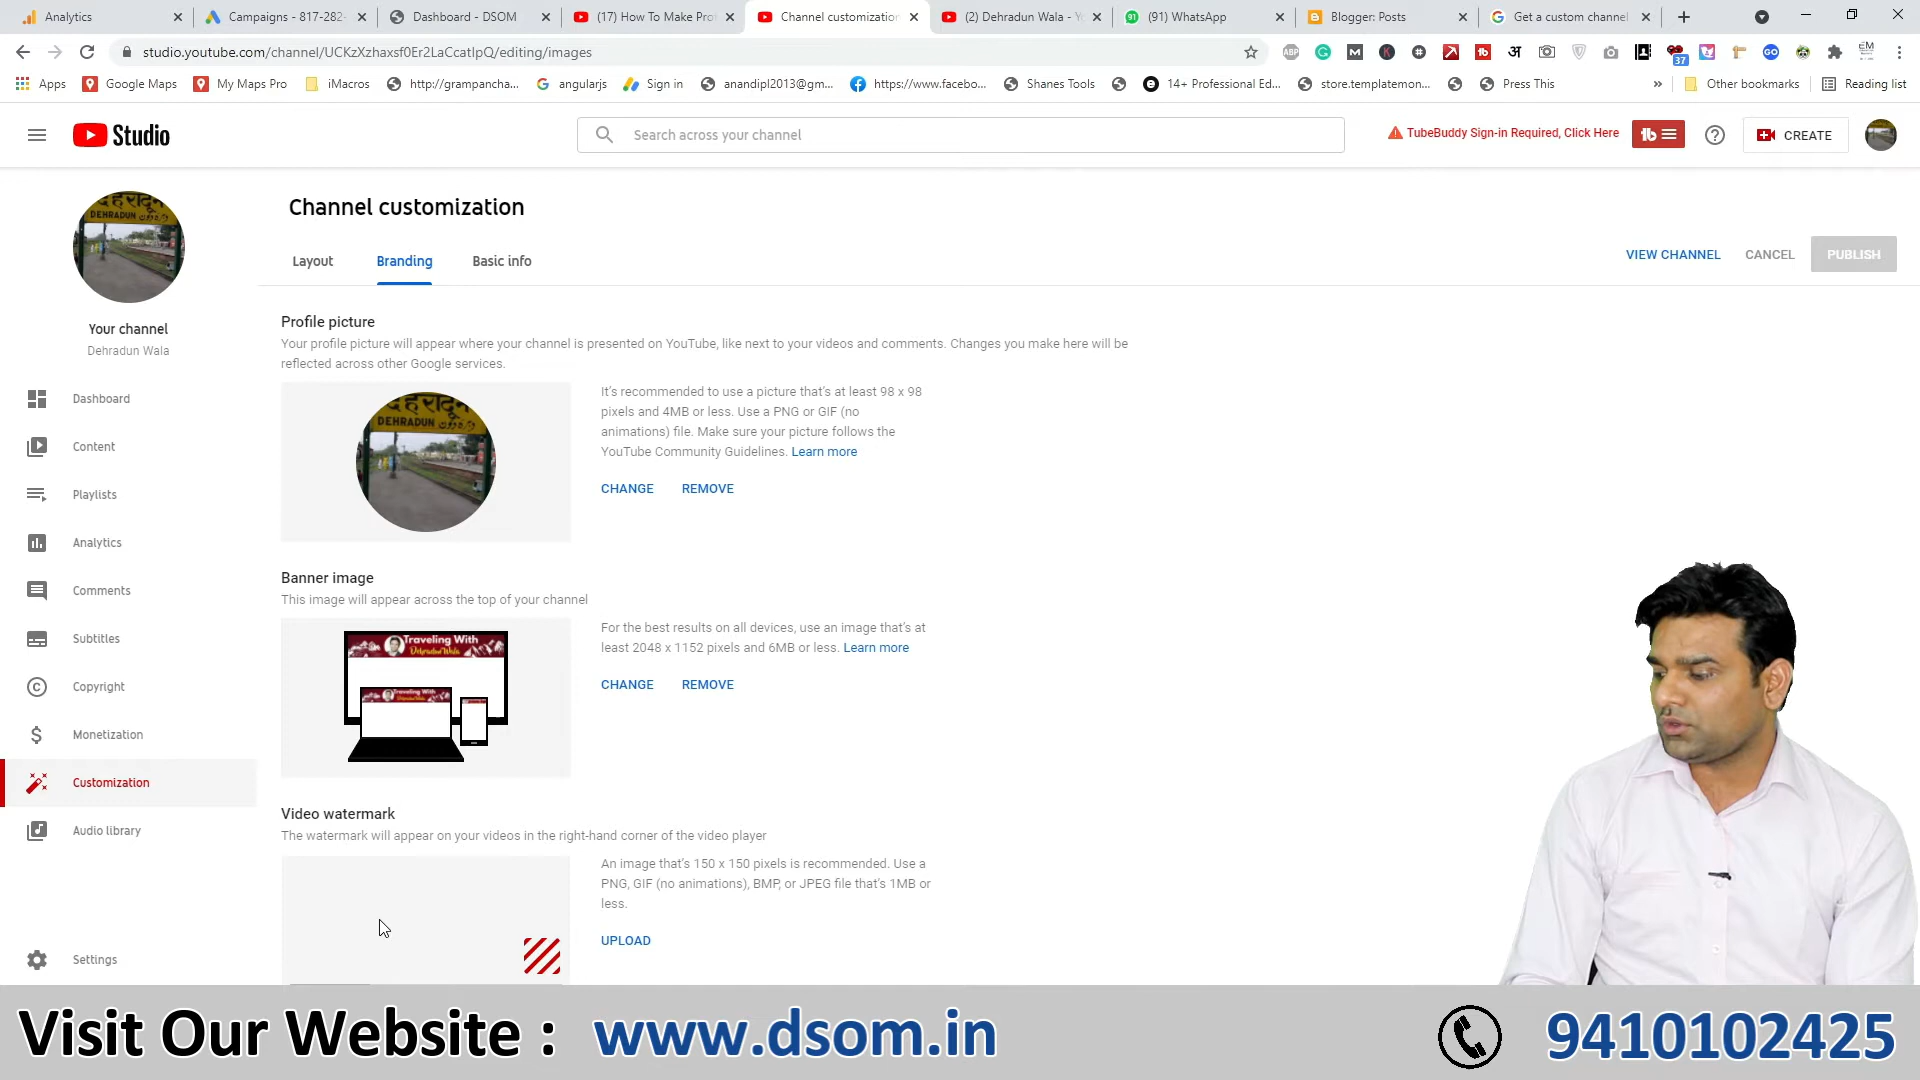 Analytics
Campaigns - 817-282-
Dashboard - DSOM
(17) How To Make Pro
Channel customization
(2) Dehradun Wala - Y
(91) WhatsApp
Blogger: Posts
Get a custom channel
studio.youtube.com/channel/UCKzXzhaxsf0Er2LaCcatlpQ/editing/images
ABP
37
अ
GO
Apps
Google Maps
My Maps Pro
iMacros
http://grampancha...
angularjs
Sign in
anandipl2013@gm...
https://www.facebo...
Shanes Tools
14+ Professional Ed...
store.templatemon...
Press This
»
Other bookmarks
Reading list
Studio
Search across your channel
TubeBuddy Sign-in Required, Click Here
CREATE
DEHRADUN
Your channel
Dehradun Wala
Dashboard
Content
Playlists
Analytics
Comments
Subtitles
Copyright
Monetization
Customization
Audio library
Settings
Channel customization
Layout
Branding
Basic info
VIEW CHANNEL
CANCEL
PUBLISH
Profile picture
Your profile picture will appear where your channel is presented on YouTube, like next to your videos and comments. Changes you make here will be
reflected across other Google services.
DEHRADUN
It's recommended to use a picture that's at least 98 x 98
pixels and 4MB or less. Use a PNG or GIF (no
animations) file. Make sure your picture follows the
YouTube Community Guidelines. Learn more
CHANGE
REMOVE
Banner image
This image will appear across the top of your channel
Traveling With
DehradunWala
Traveling With
For the best results on all devices, use an image that's at
least 2048 x 1152 pixels and 6MB or less. Learn more
CHANGE
REMOVE
Video watermark
The watermark will appear on your videos in the right-hand corner of the video player
An image that's 150 x 150 pixels is recommended. Use a
PNG, GIF (no animations), BMP, or JPEG file that's 1MB or
less.
UPLOAD
Visit Our Website : www.dsom.in
9410102425